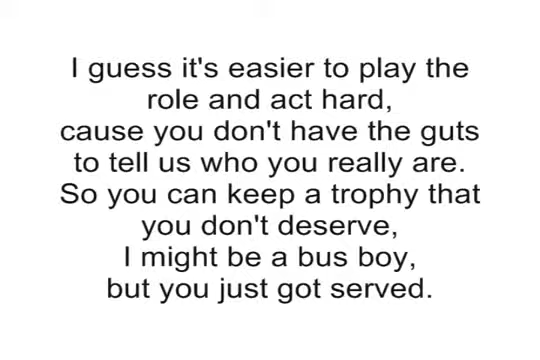 I guess it's easier to play the
role and act hard,
cause you don't have the guts
to tell us who you really are.
So you can keep a trophy that
you don't deserve,
I might be a bus boy,
but you just got served.